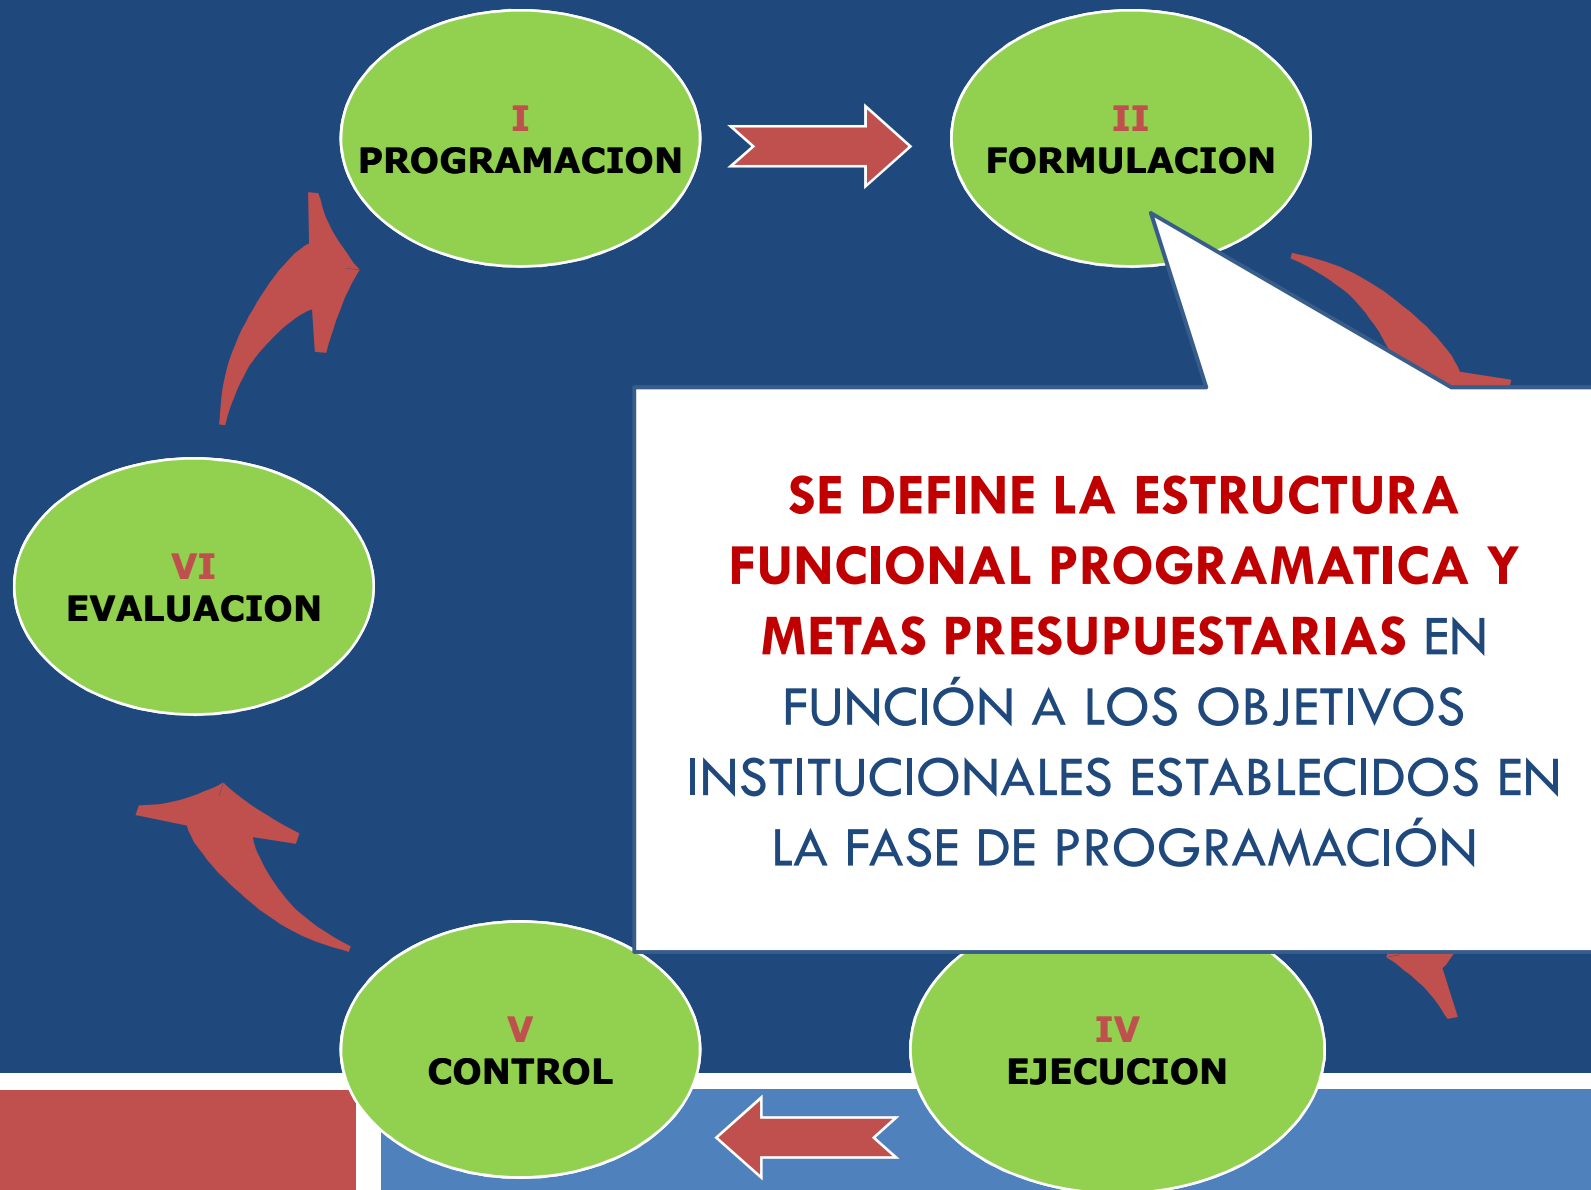 I
PROGRAMACION
II
FORMULACION
SE DEFINE LA ESTRUCTURA
FUNCIONAL PROGRAMATICA Y
METAS PRESUPUESTARIAS EN
FUNCIÓN A LOS OBJETIVOS
INSTITUCIONALES ESTABLECIDOS EN
LA FASE DE PROGRAMACIÓN
VI
EVALUACION
V
CONTROL
IV
EJECUCION